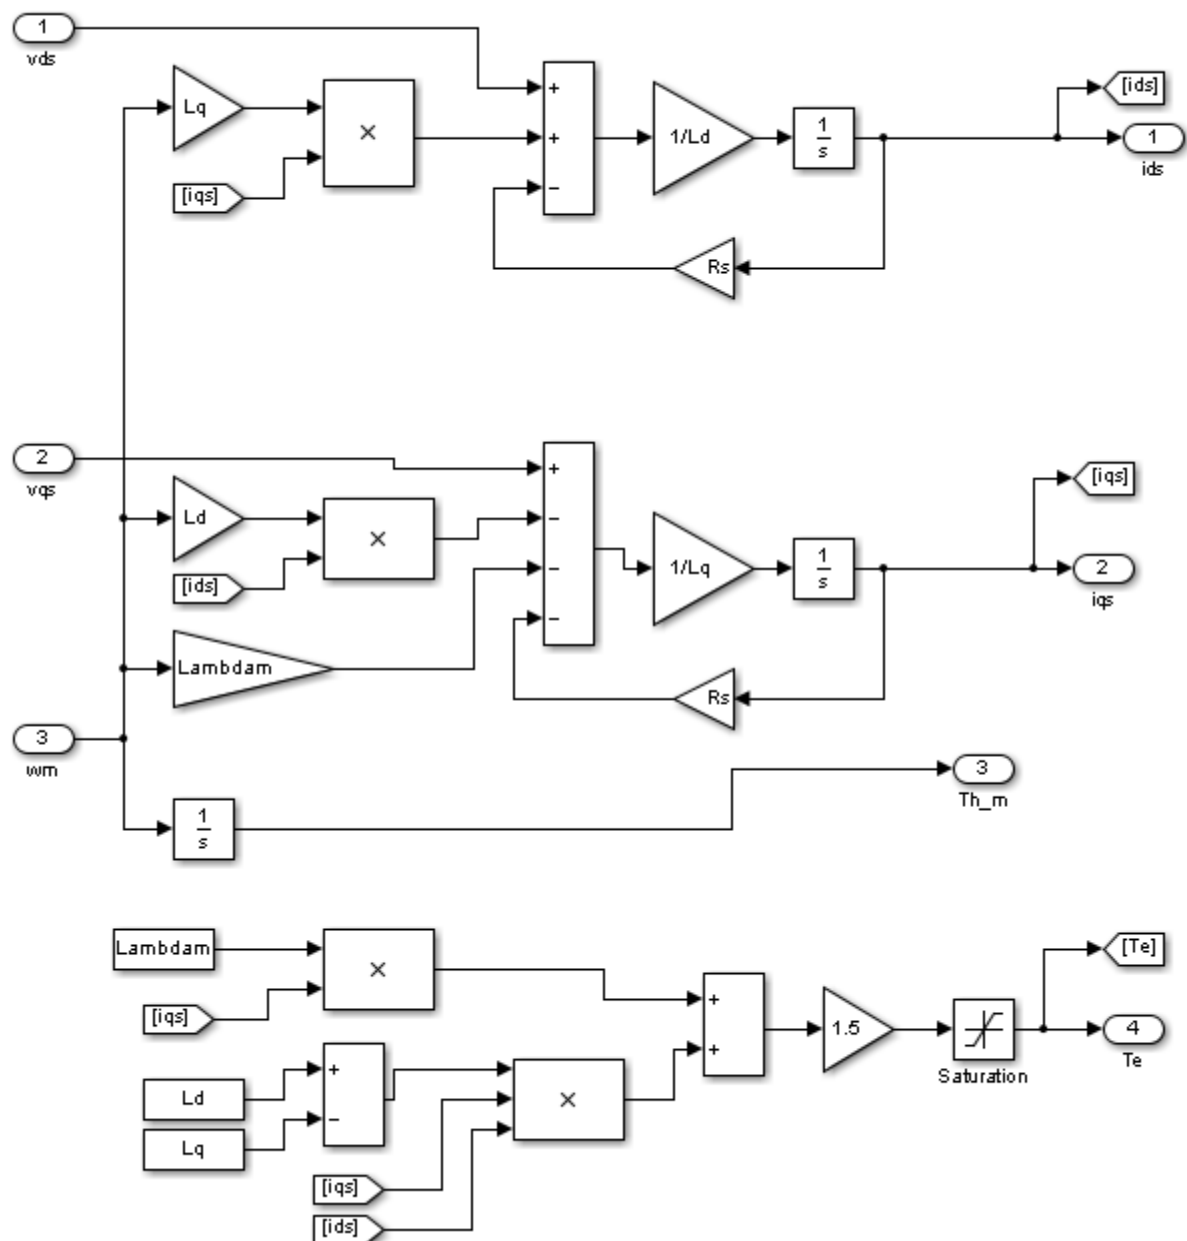 1
vds
Lq
×
[iqs]
+
+
−
1/Ld
1
s
Rs
[ids]
1
ids
2
vqs
Ld
×
[ids]
Lambdam
+
−
−
−
1/Lq
1
s
Rs
[iqs]
2
iqs
3
wm
1
s
3
Th_m
Lambdam
[iqs]
×
Ld
Lq
+
−
[iqs]
[ids]
×
+
+
1.5
Saturation
[Te]
4
Te